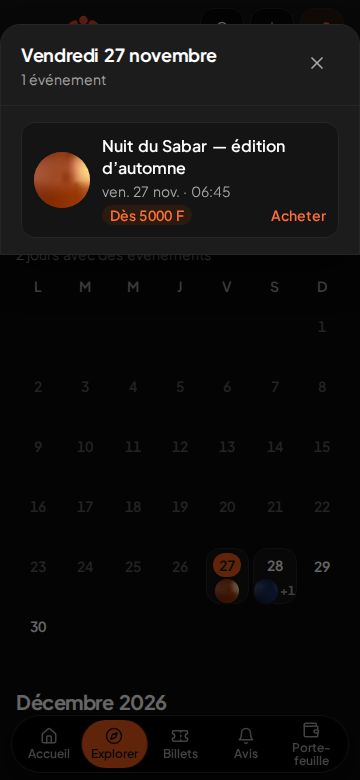 Vendredi 27 novembre
1 événement
Nuit du Sabar — édition
d’automne
ven. 27 nov. · 06:45
Dès 5000 F
Acheter
2 jours avec des événements
L M M J V S D
1
2 3 4 5 6 7 8
9 10 11 12 13 14 15
16 17 18 19 20 21 22
23 24 25 26 27 28 29
+1
30
Décembre 2026
Accueil Explorer Billets Avis Porte-
feuille